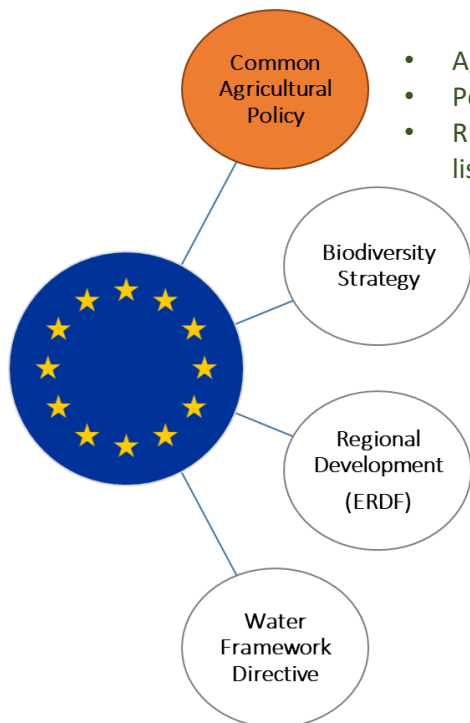 Common
Agricultural
Policy
Biodiversity
Strategy
Regional
Development
(ERDF)
Water
Framework
Directive